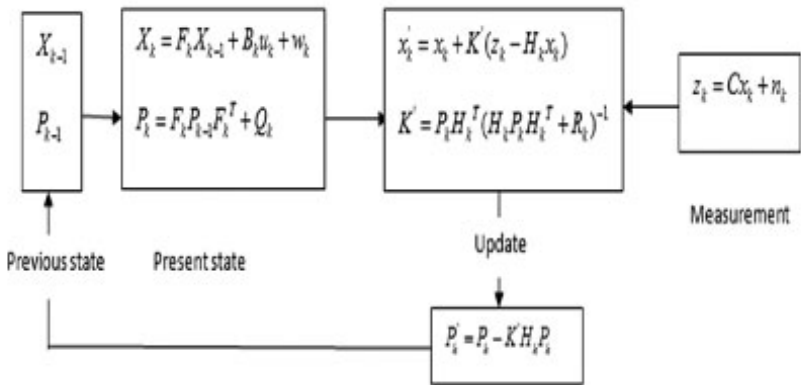 X_{k-1}
P_{k-1}
X_k = F_k X_{k-1} + B_k u_k + w_k
P_k = F_k P_{k-1} F_k^T + Q_k
x_k' = x_k + K'(z_k - H_k x_k)
K' = P_k H_k^T (H_k P_k H_k^T + R_k)^{-1}
z_k = Cx_k + n_k
Measurement
Previous state
Present state
Update
P_k' = P_k - K'H_k P_k